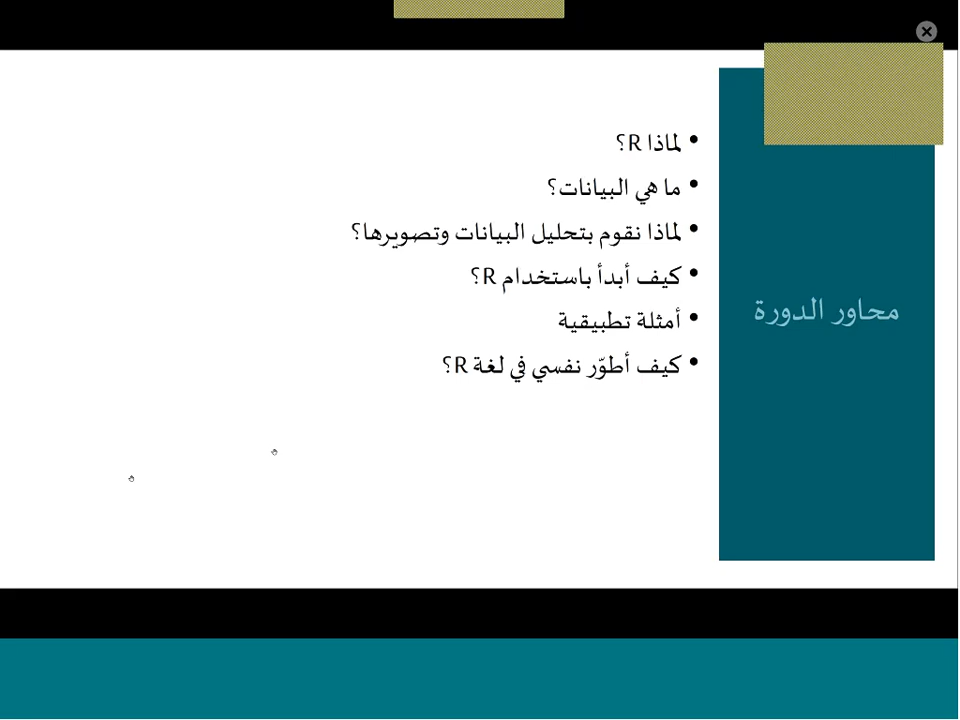 محاور الدورة
• لماذا R؟
• ما هي البيانات؟
• لماذا نقوم بتحليل البيانات وتصويرها؟
• كيف أبدأ باستخدام R؟
• أمثلة تطبيقية
• كيف أطوّر نفسي في لغة R؟